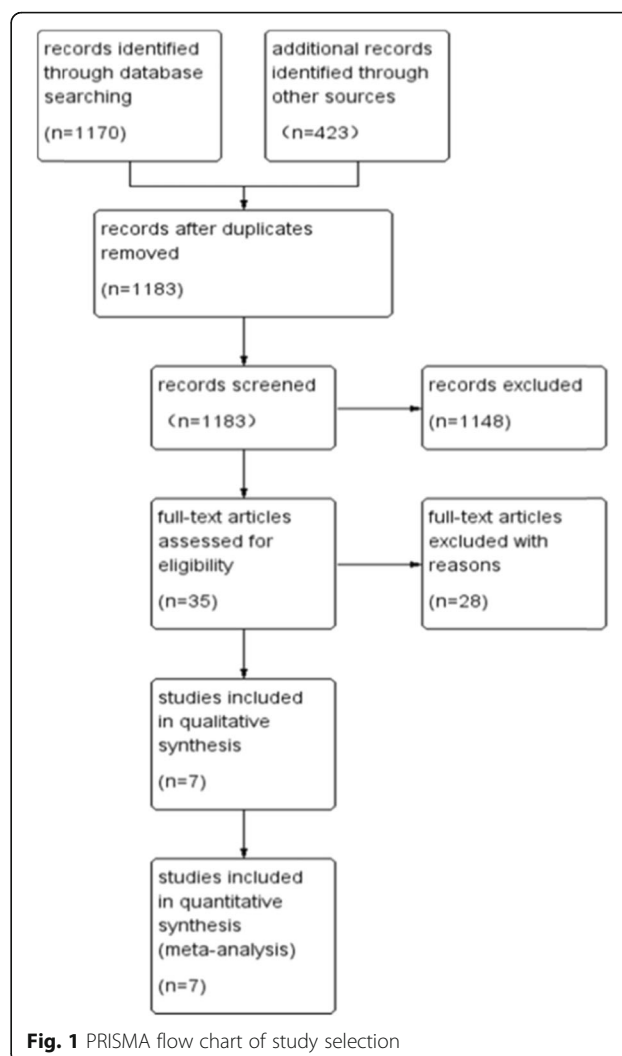 records identified
through database
searching
(n=1170)
additional records
identified through
other sources
（n=423）
records after duplicates
removed
(n=1183)
records screened
（n=1183）
records excluded
(n=1148)
full-text articles
assessed for
eligibility
(n=35)
full-text articles
excluded with
reasons
(n=28)
studies included
in qualitative
synthesis
(n=7)
studies included
in quantitative
synthesis
(meta-analysis)
(n=7)
Fig. 1 PRISMA flow chart of study selection